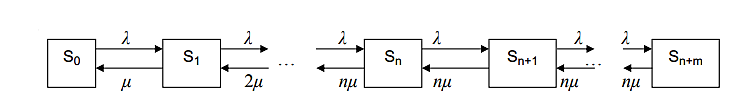 λ λ λ λ λ λ
S0 S1 … Sn Sn+1 … Sn+m
μ 2μ nμ nμ nμ nμ